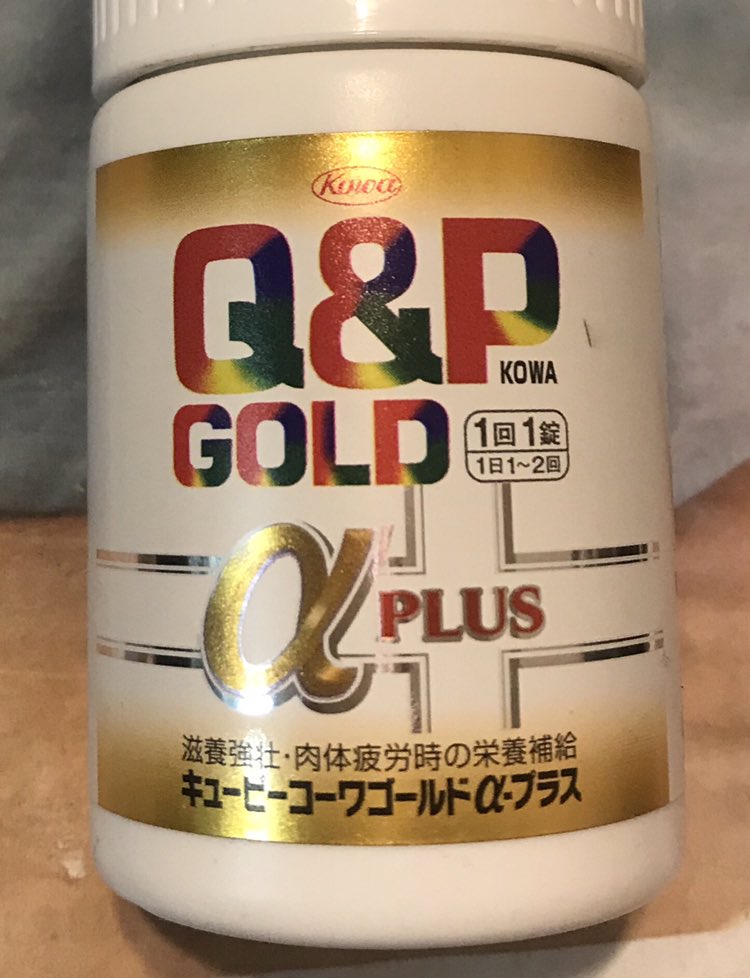 Kowa
Q&P
KOWA
GOLD
1回1錠
1日1~2回
α PLUS
滋養強壮・肉体疲労時の栄養補給
キューピーコーワゴールドα-プラス